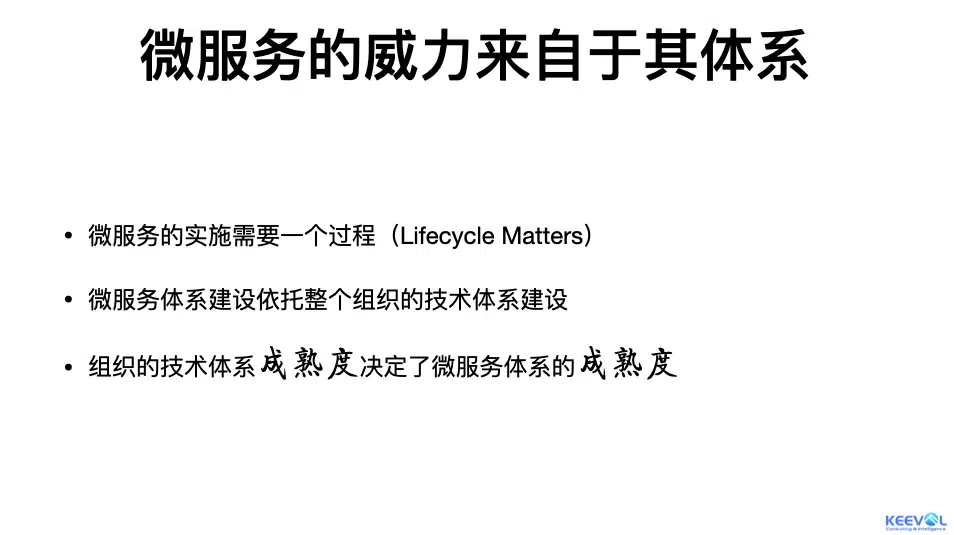 微服务的威力来自于其体系
• 微服务的实施需要一个过程（Lifecycle Matters）
• 微服务体系建设依托整个组织的技术体系建设
• 组织的技术体系成熟度决定了微服务体系的成熟度
KEEVOL
Consulting & Intelligence